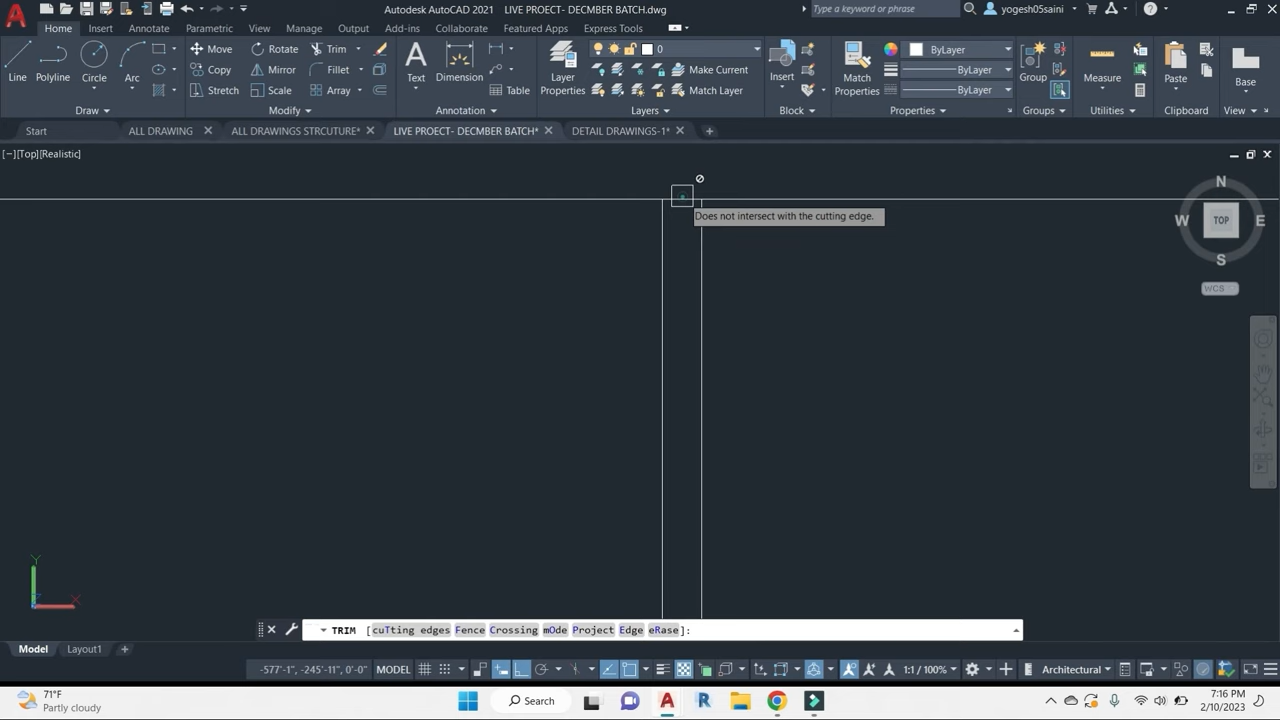 Autodesk AutoCAD 2021 LIVE PROECT- DECMBER BATCH.dwg
Type a keyword or phrase
yogesh05saini
Home Insert Annotate Parametric View Manage Output Add-ins Collaborate Featured Apps Express Tools
Line
Polyline
Circle
Arc
Move
Rotate
Trim
Copy
Mirror
Fillet
Stretch
Scale
Array
Text
Dimension
Table
Layer
Properties
0
Make Current
Match Layer
Insert
Match
Properties
ByLayer
ByLayer
ByLayer
Group
Measure
Paste
Base
Draw
Modify
Annotation
Layers
Block
Properties
Groups
Utilities
Clipboard
View
Start
ALL DRAWING
ALL DRAWINGS STRCUTURE*
LIVE PROECT- DECMBER BATCH*
DETAIL DRAWINGS-1*
[−][Top][Realistic]
N
W
TOP
E
S
WCS
Does not intersect with the cutting edge.
Y
X
TRIM [cuTting edges Fence Crossing mOde Project Edge eRase]:
Model
Layout1
-577'-1", -245'-11", 0'-0"
MODEL
1:1 / 100%
Architectural
71°F
Partly cloudy
Search
7:16 PM
2/10/2023